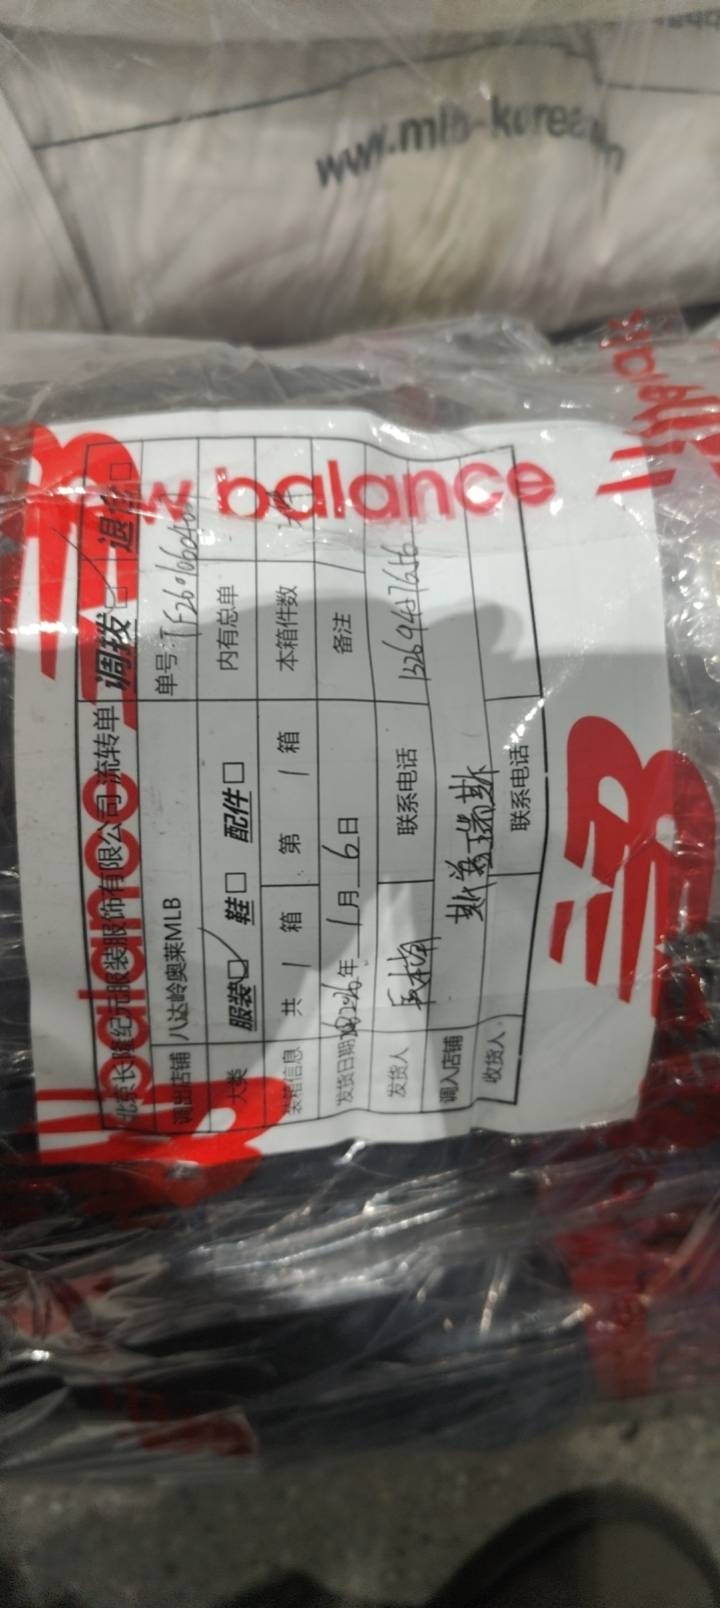 www.mlb-korea
balance
北京长隆纪元服装服饰有限公司 流转单 调拨 退货
调出店铺 八达岭奥莱MLB 单号:
大类 服装 鞋 配件 内有总单
装箱信息 共 1 箱 第 1 箱 本箱件数
发货日期 年 1 月 6 日 备注
发货人 联系电话
调入店铺 斯普瑞斯
收货人 联系电话